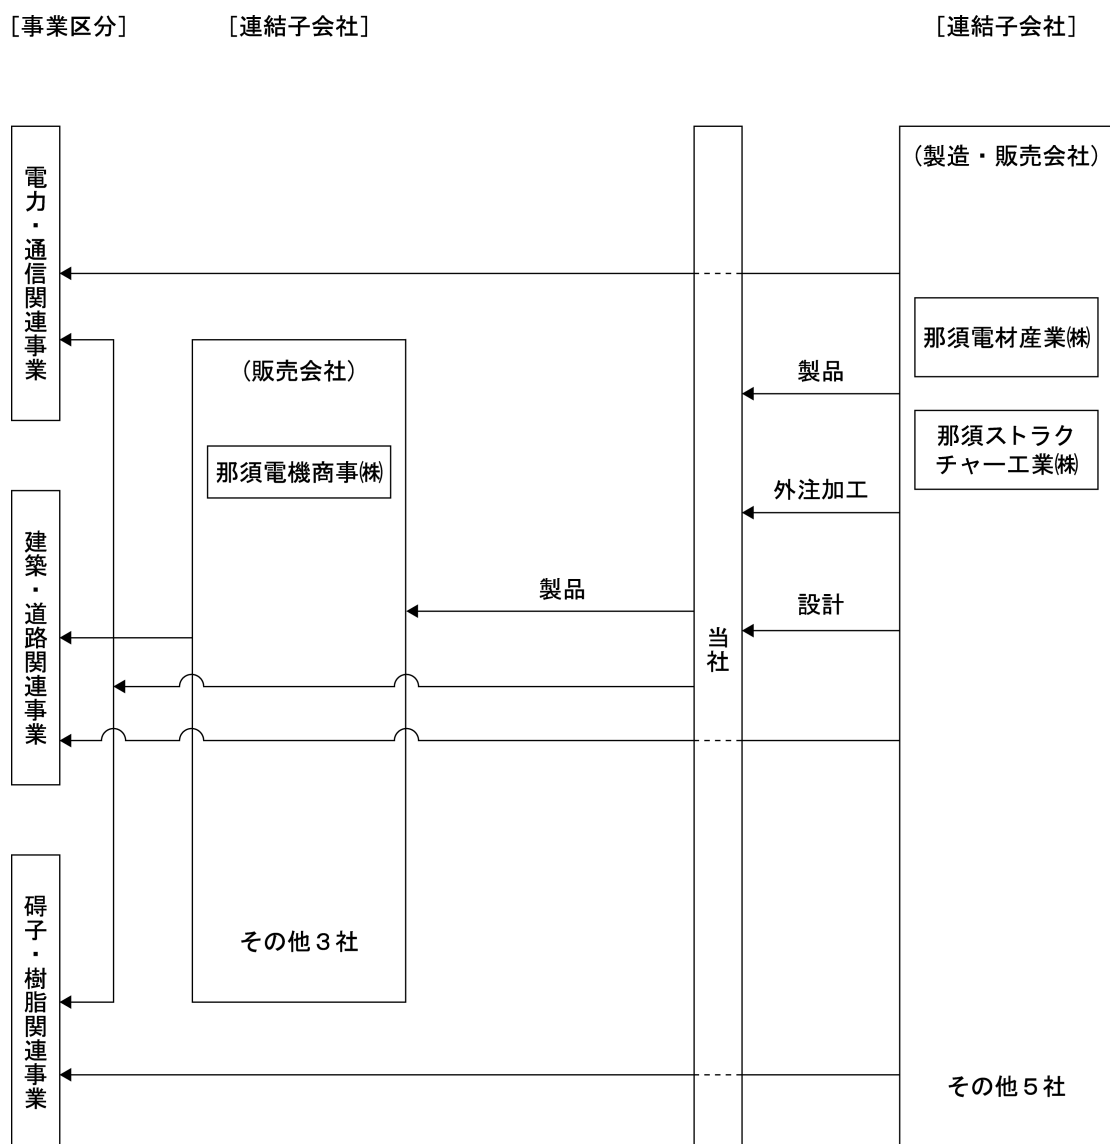 ［事業区分］
［連結子会社］
［連結子会社］
電力・通信関連事業
建築・道路関連事業
碍子・樹脂関連事業
（販売会社）
那須電機商事㈱
その他３社
製品
当社
製品
外注加工
設計
（製造・販売会社）
那須電材産業㈱
那須ストラク
チャー工業㈱
その他５社